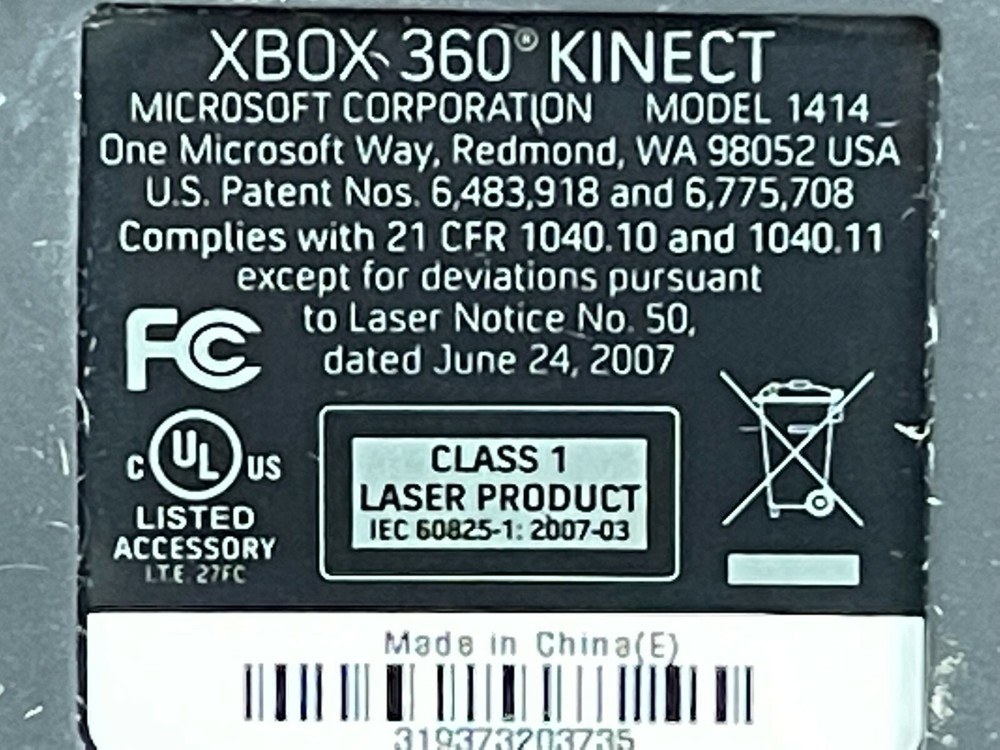 XBOX 360® KINECT
MICROSOFT CORPORATION MODEL 1414
One Microsoft Way, Redmond, WA 98052 USA
U.S. Patent Nos. 6,483,918 and 6,775,708
Complies with 21 CFR 1040.10 and 1040.11
except for deviations pursuant
to Laser Notice No. 50,
dated June 24, 2007
FC
C UL US
LISTED
ACCESSORY
I.T.E. 27FC
CLASS 1
LASER PRODUCT
IEC 60825-1: 2007-03
Made in China(E)
319373203735